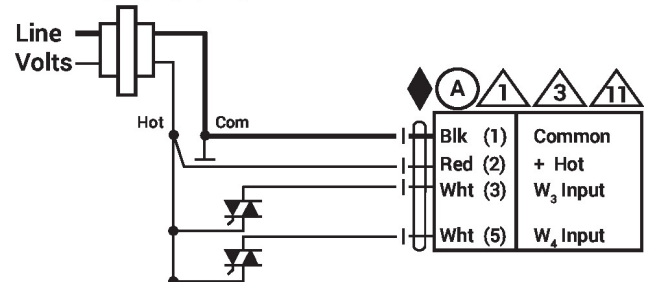 Line
Volts
Hot
Com
A 1 3 11
Blk (1) Common
Red (2) + Hot
Wht (3) W₃ Input
Wht (5) W₄ Input